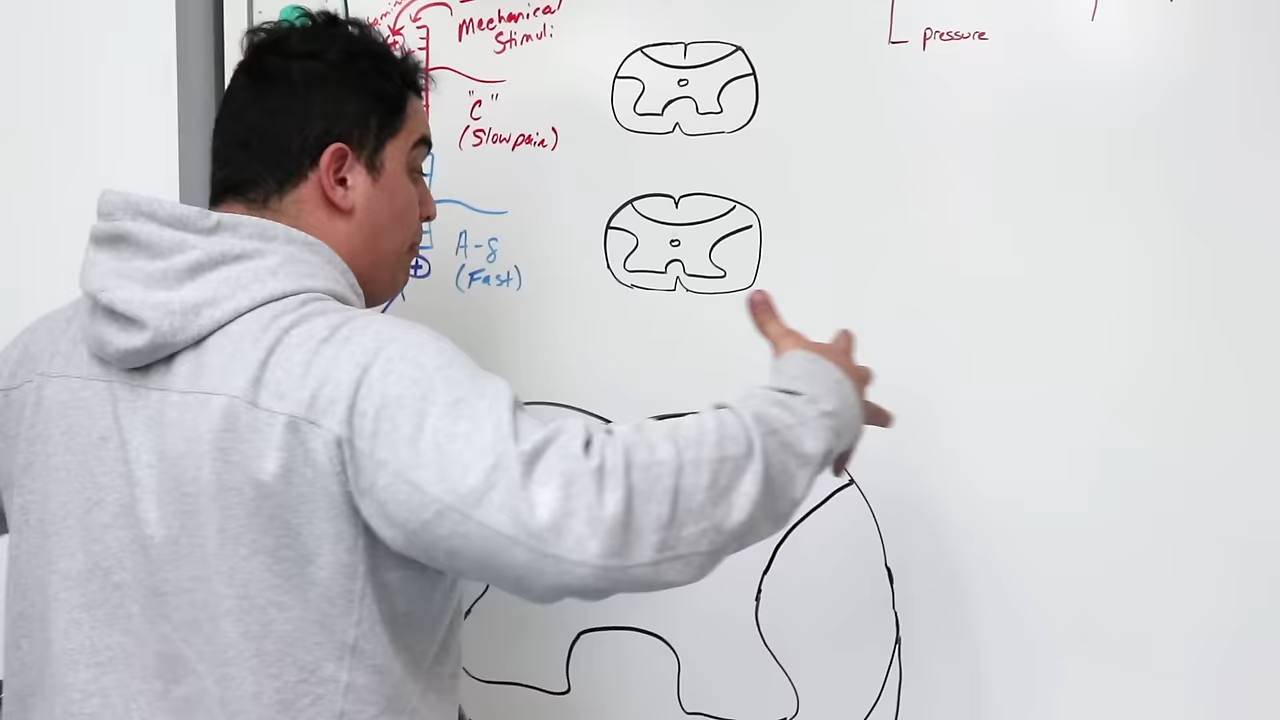 Mechanical
Stimuli
+
"C"
(Slow pain)
A-δ
(Fast)
+
pressure